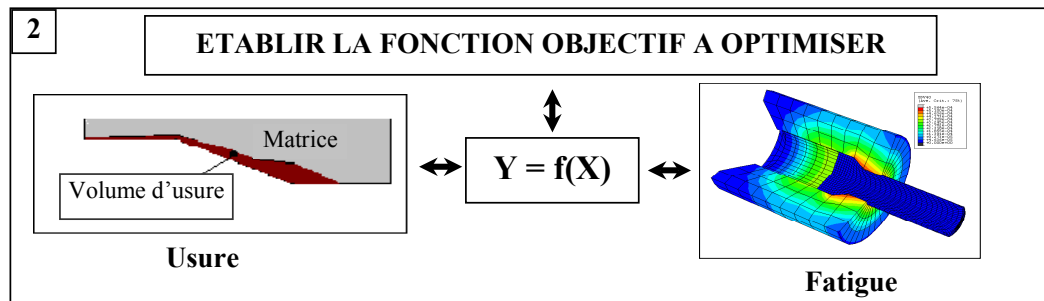 2
ETABLIR LA FONCTION OBJECTIF A OPTIMISER
Matrice
Volume d'usure
Usure
Y = f(X)
Fatigue